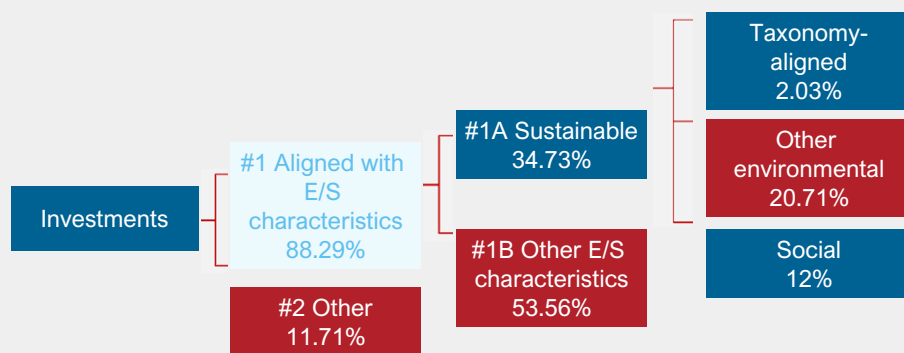 Investments
#1 Aligned with
E/S
characteristics
88.29%
#2 Other
11.71%
#1A Sustainable
34.73%
#1B Other E/S
characteristics
53.56%
Taxonomy-
aligned
2.03%
Other
environmental
20.71%
Social
12%